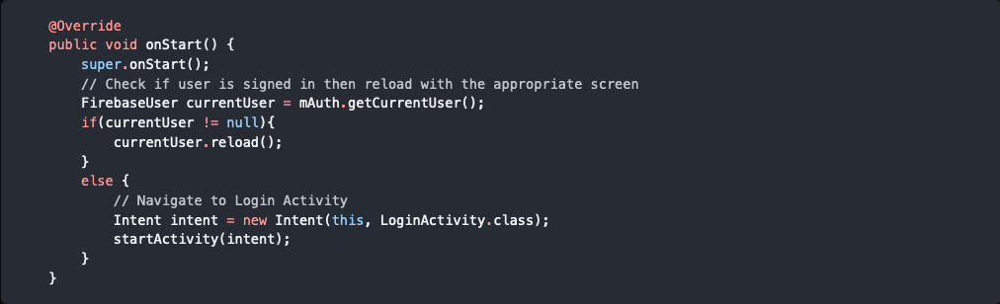 @Override
public void onStart() {
super.onStart();
// Check if user is signed in then reload with the appropriate screen
FirebaseUser currentUser = mAuth.getCurrentUser();
if(currentUser != null){
currentUser.reload();
}
else {
// Navigate to Login Activity
Intent intent = new Intent(this, LoginActivity.class);
startActivity(intent);
}
}